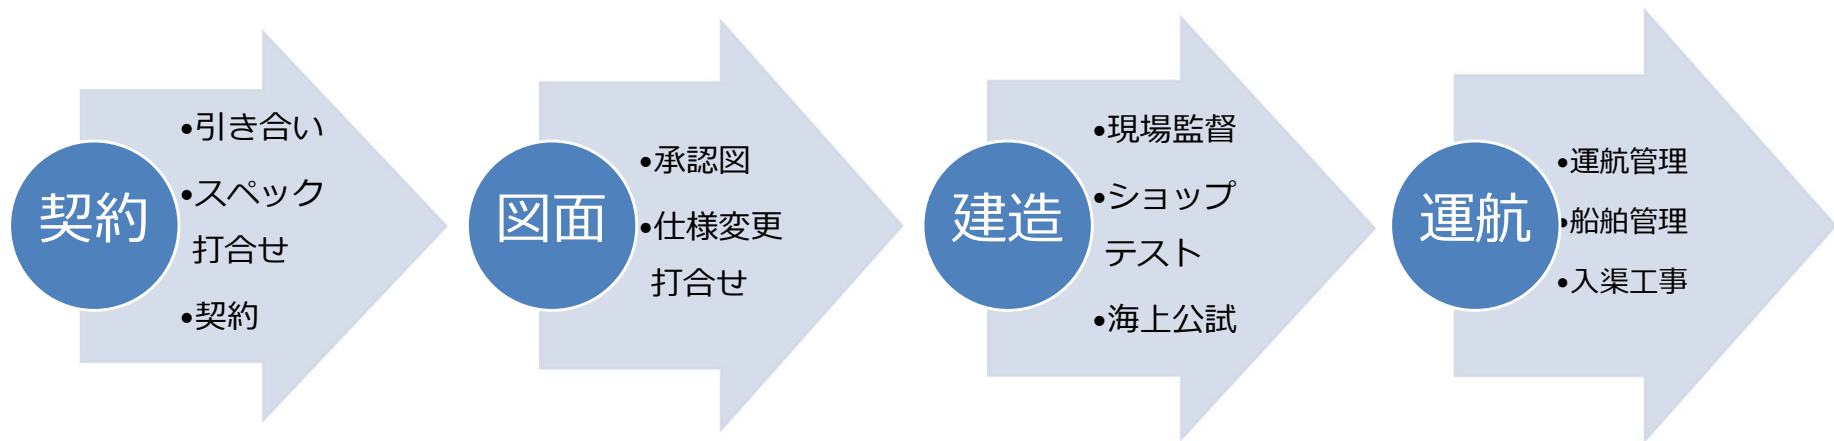 契約
•引き合い
•スペック
打合せ
•契約
図面
•承認図
•仕様変更
打合せ
建造
•現場監督
•ショップ
テスト
•海上公試
運航
•運航管理
•船舶管理
•入渠工事